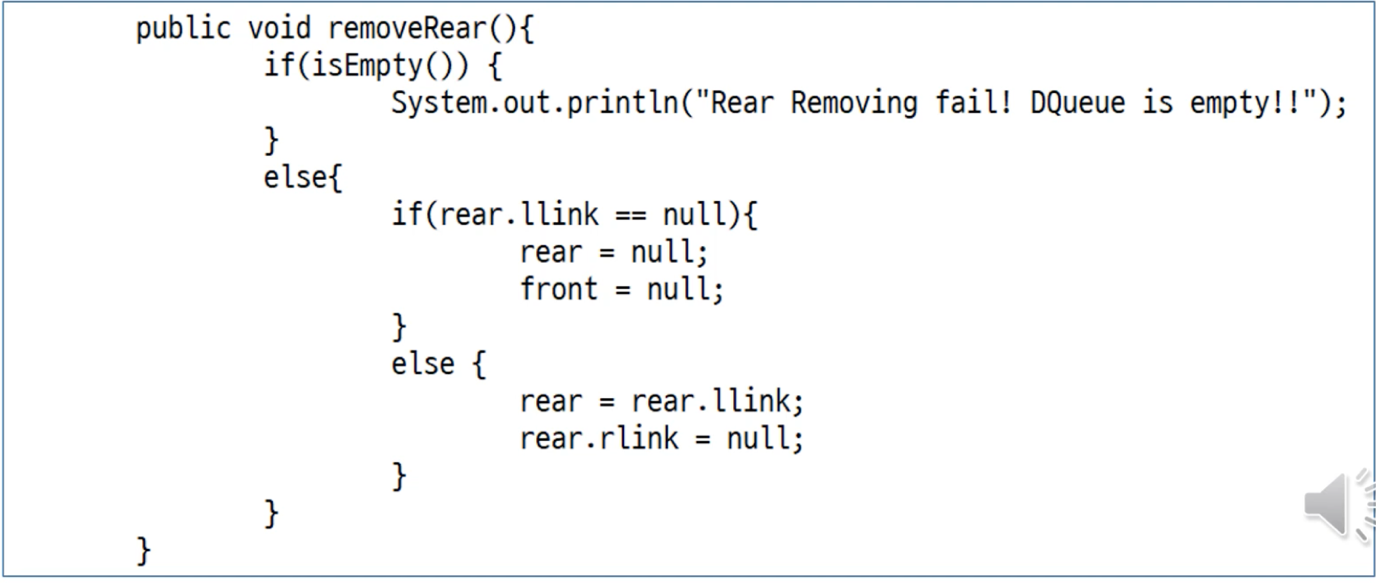 public void removeRear(){
if(isEmpty()) {
System.out.println("Rear Removing fail! DQueue is empty!!");
}
else{
if(rear.llink == null){
rear = null;
front = null;
}
else {
rear = rear.llink;
rear.rlink = null;
}
}
}